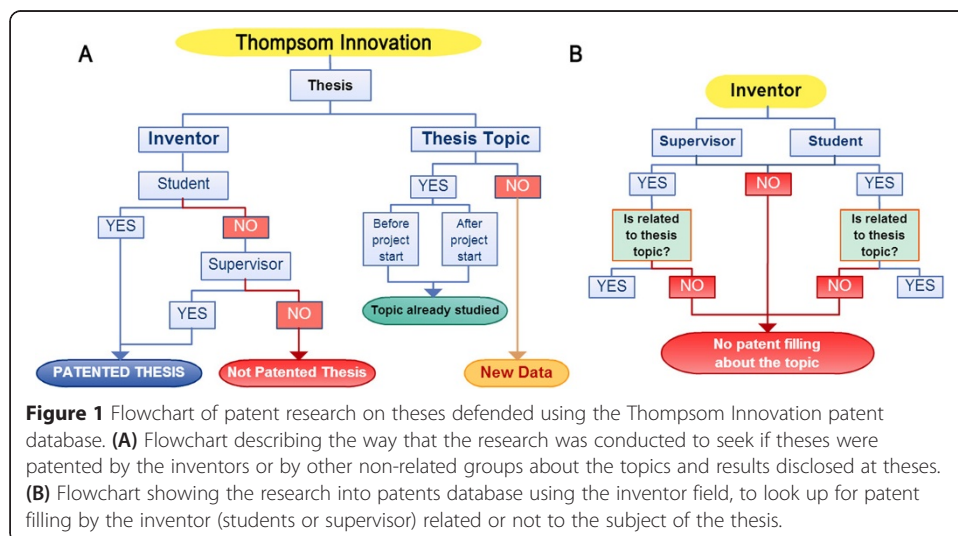 A
Thompsom Innovation
Thesis
Inventor
Thesis Topic
Student
YES
NO
YES
NO
Before
project
start
After
project
start
Supervisor
Topic already studied
YES
NO
PATENTED THESIS
Not Patented Thesis
New Data
B
Inventor
Supervisor
Student
YES
NO
YES
Is related
to thesis
topic?
Is related
to thesis
topic?
YES
NO
NO
YES
No patent filling
about the topic
Figure 1 Flowchart of patent research on theses defended using the Thompsom Innovation patent
database. (A) Flowchart describing the way that the research was conducted to seek if theses were
patented by the inventors or by other non-related groups about the topics and results disclosed at theses.
(B) Flowchart showing the research into patents database using the inventor field, to look up for patent
filling by the inventor (students or supervisor) related or not to the subject of the thesis.